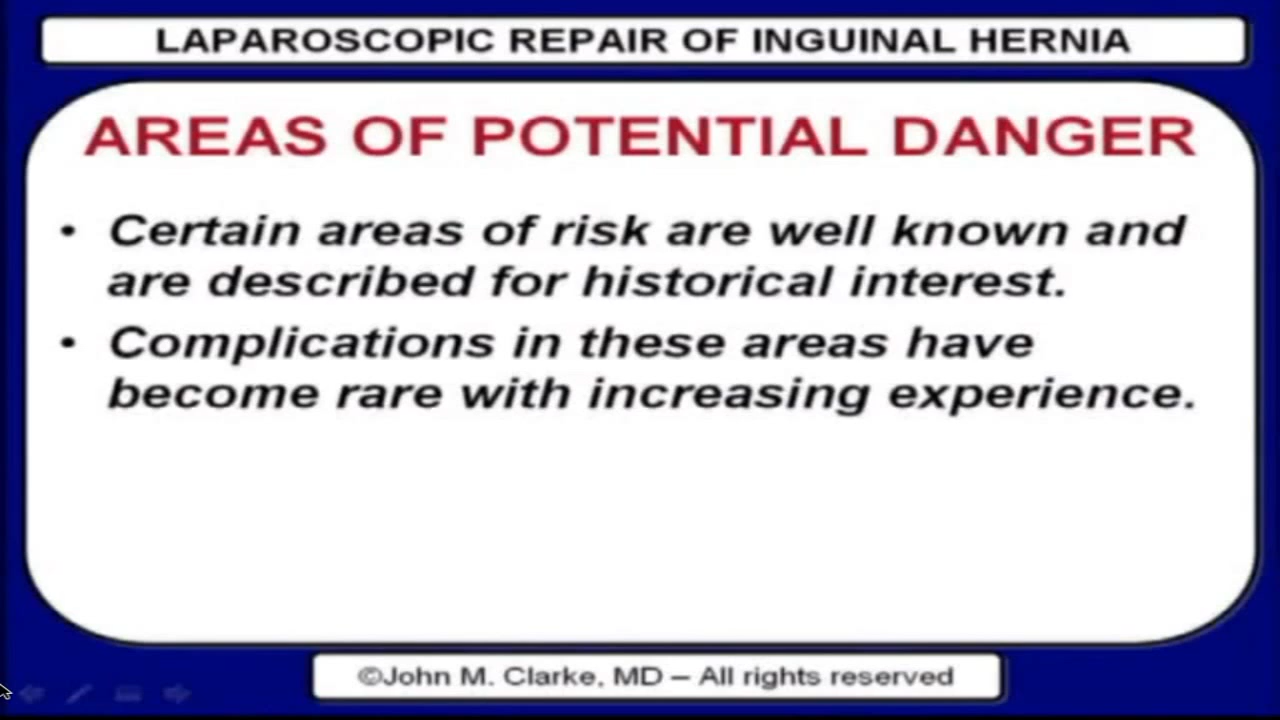 LAPAROSCOPIC REPAIR OF INGUINAL HERNIA
AREAS OF POTENTIAL DANGER
• Certain areas of risk are well known and
are described for historical interest.
• Complications in these areas have
become rare with increasing experience.
©John M. Clarke, MD – All rights reserved